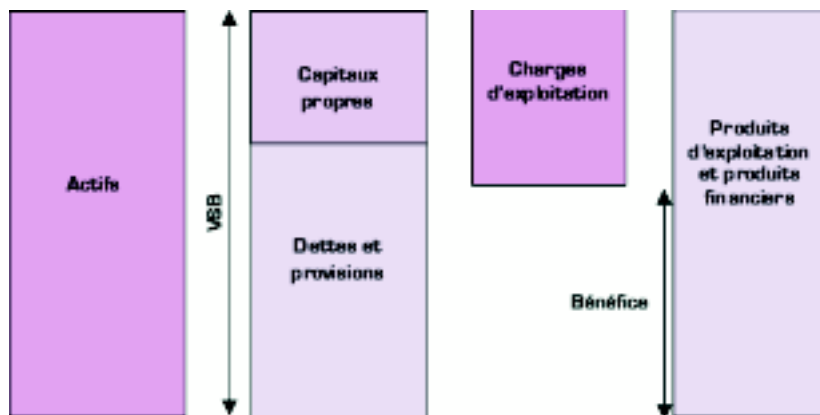 Actifs
VSB
Capitaux
propres
Dettes et
provisions
Charges
d'exploitation
Bénéfice
Produits
d'exploitation
et produits
financiers